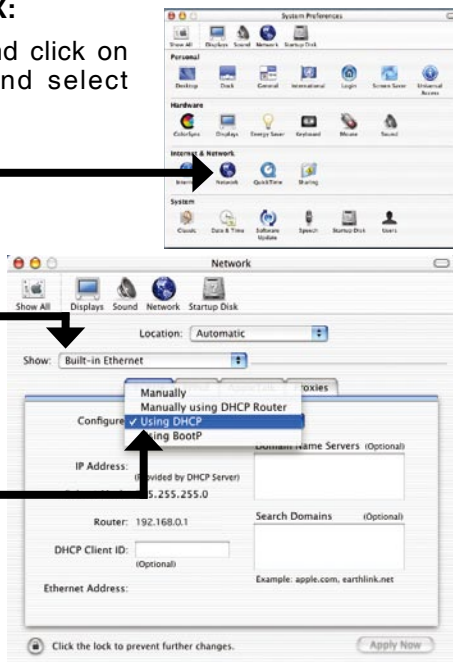 X:
nd click on
nd select
System Preferences
Show All Displays Sound Network Startup Disk
Personal
Desktop Dock General International Login Screen Saver Universal
Access
Hardware
ColorSync Displays Energy Saver Keyboard Mouse Sound
Internet & Network
Internet Network QuickTime Sharing
System
Classic Date & Time Software Speech Startup Disk Users
Update
Network
Show All Displays Sound Network Startup Disk
Location: Automatic
Show: Built-in Ethernet
Proxies
Manually
Manually using DHCP Router
Configure Using DHCP
Using BootP
Domain Name Servers (Optional)
IP Address:
(Provided by DHCP Server)
5.255.255.0
Router: 192.168.0.1
Search Domains (Optional)
DHCP Client ID:
(Optional)
Example: apple.com, earthlink.net
Ethernet Address:
Click the lock to prevent further changes.
Apply Now